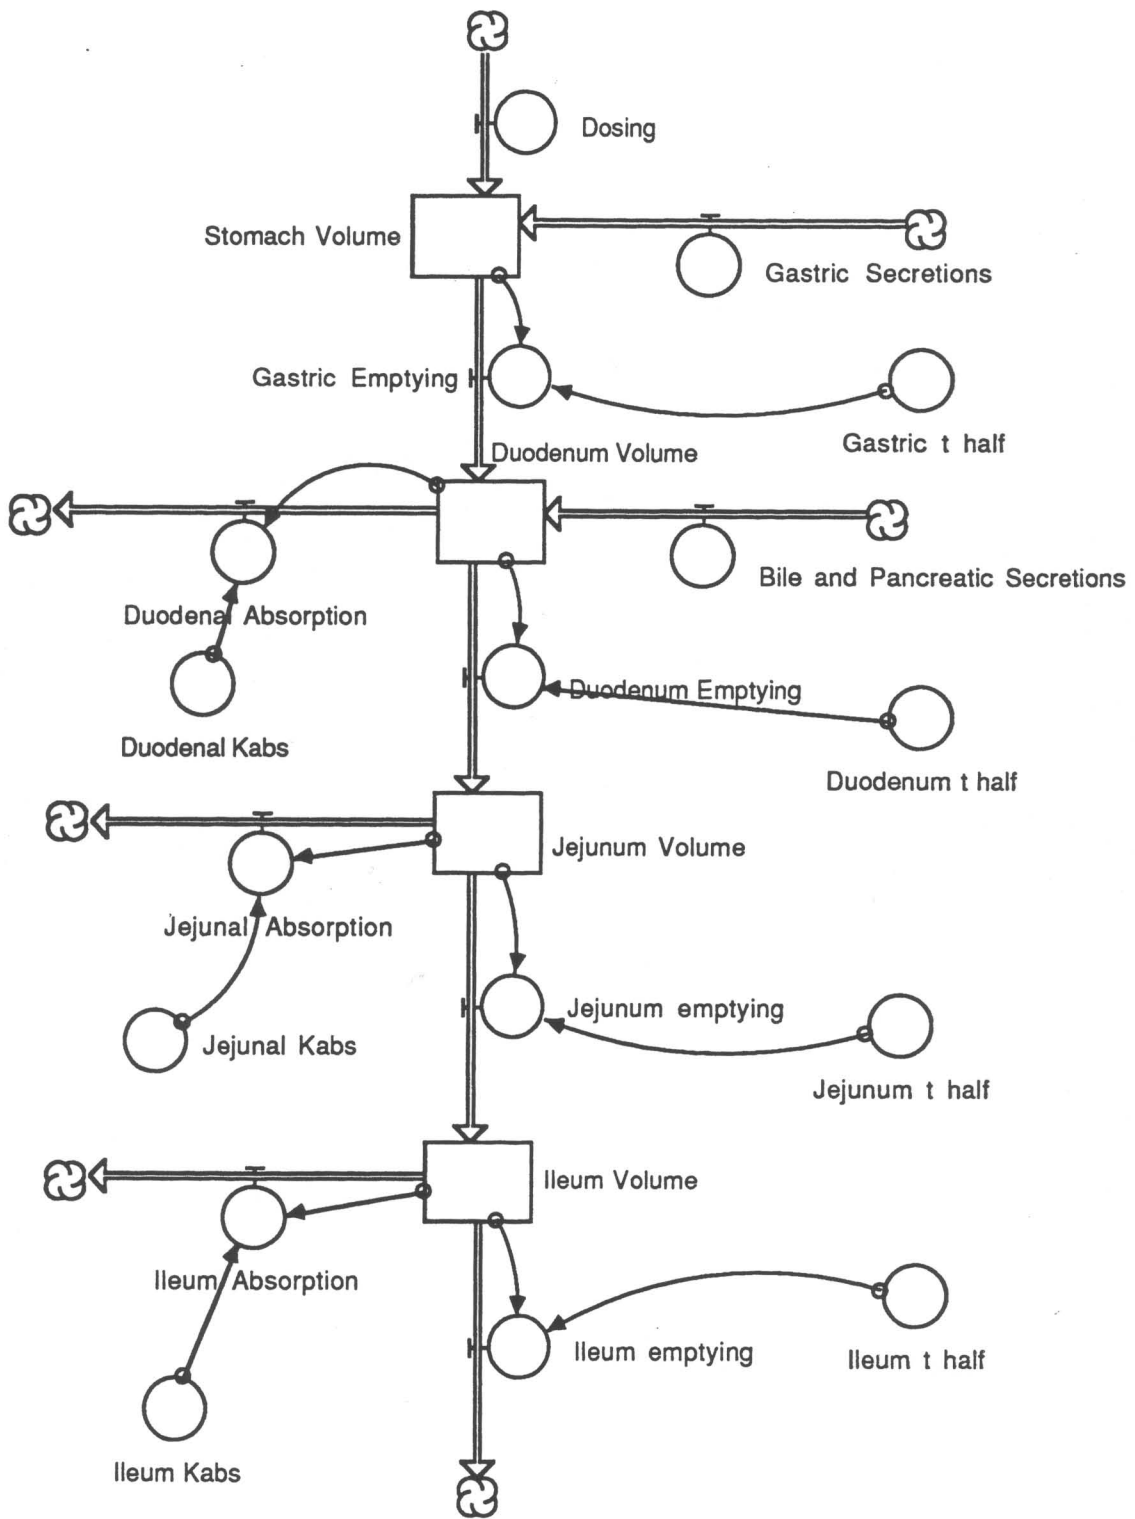 Dosing
Stomach Volume
Gastric Secretions
Gastric Emptying
Gastric t half
Duodenum Volume
Bile and Pancreatic Secretions
Duodenal Absorption
Duodenum Emptying
Duodenal Kabs
Duodenum t half
Jejunum Volume
Jejunal Absorption
Jejunum emptying
Jejunal Kabs
Jejunum t half
Ileum Volume
Ileum Absorption
Ileum emptying
Ileum t half
Ileum Kabs